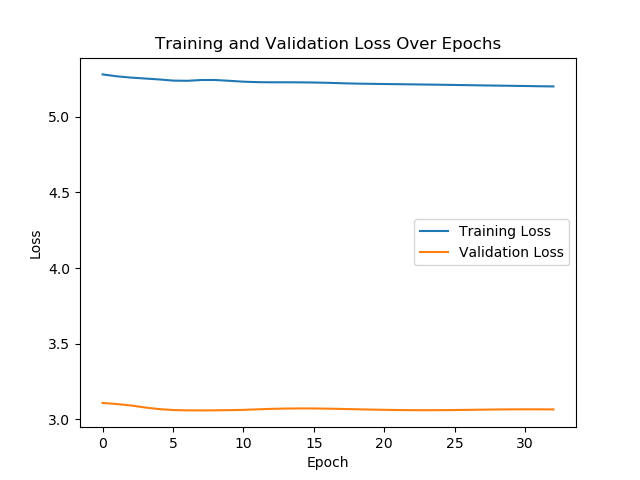 Training and Validation Loss Over Epochs
5.0
4.5
4.0
3.5
3.0
Loss
Training Loss
Validation Loss
0 5 10 15 20 25 30
Epoch